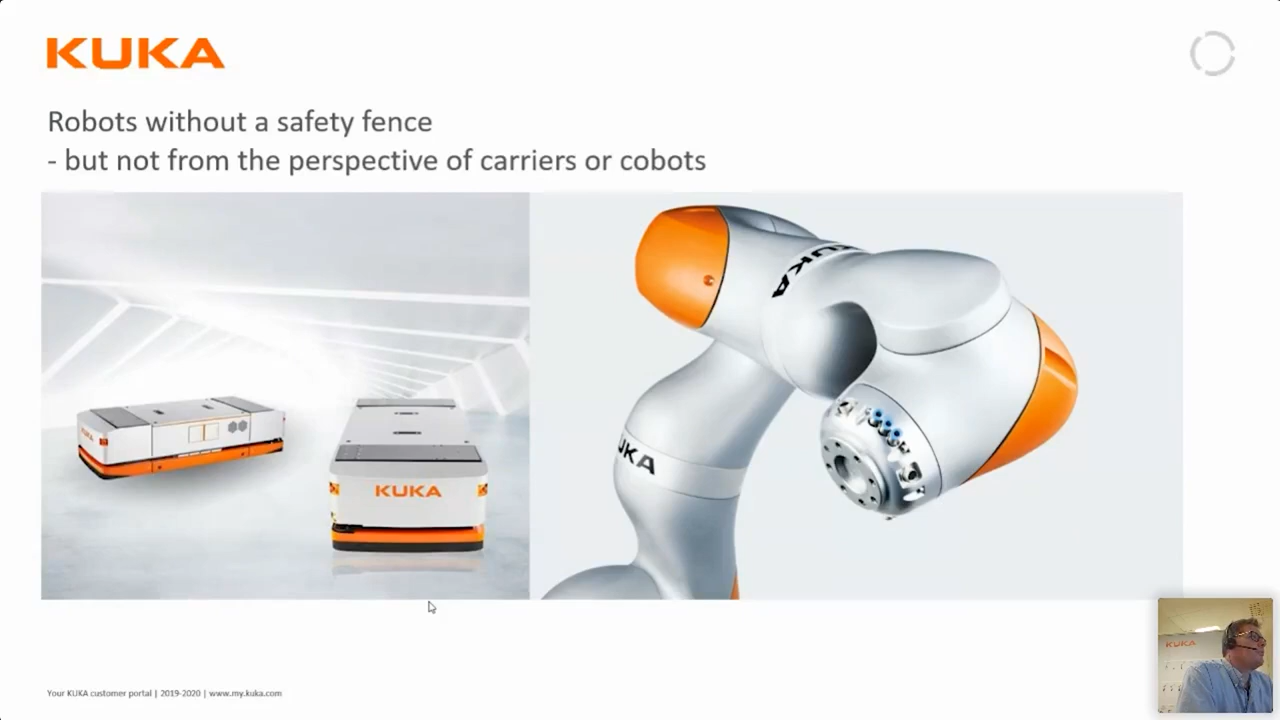 KUKA
Robots without a safety fence
- but not from the perspective of carriers or cobots
KUKA
KUKA
KUKA
UKA
KUKA
Your KUKA customer portal | 2019-2020 | www.my.kuka.com